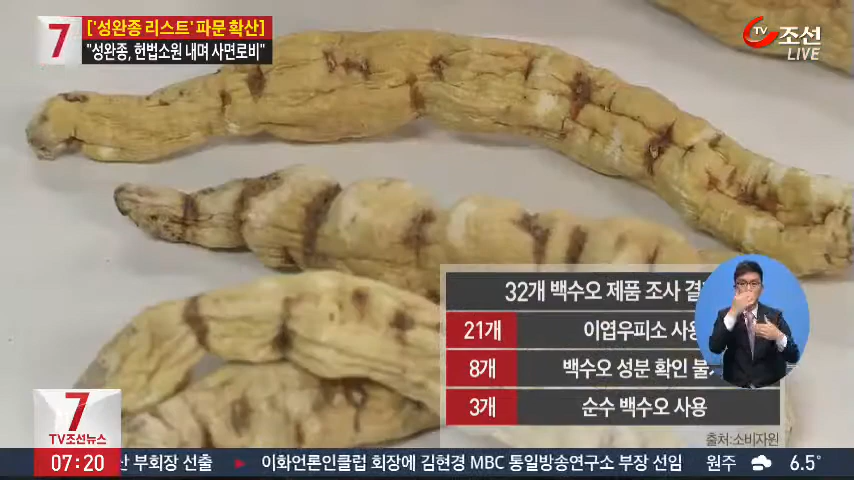 7
['성완종 리스트' 파문 확산]
"성완종, 헌법소원 내며 사면로비"
TV조선
LIVE
32개 백수오 제품 조사
21개 이엽우피소
8개 백수오 성분 확인
3개 순수 백수오 사용
출처:소비자원
7
TV조선뉴스
07:20
부회장 선출 ▶ 이화언론인클럽 회장에 김현경 MBC 통일방송연구소 부장 선임 원주 6.5°